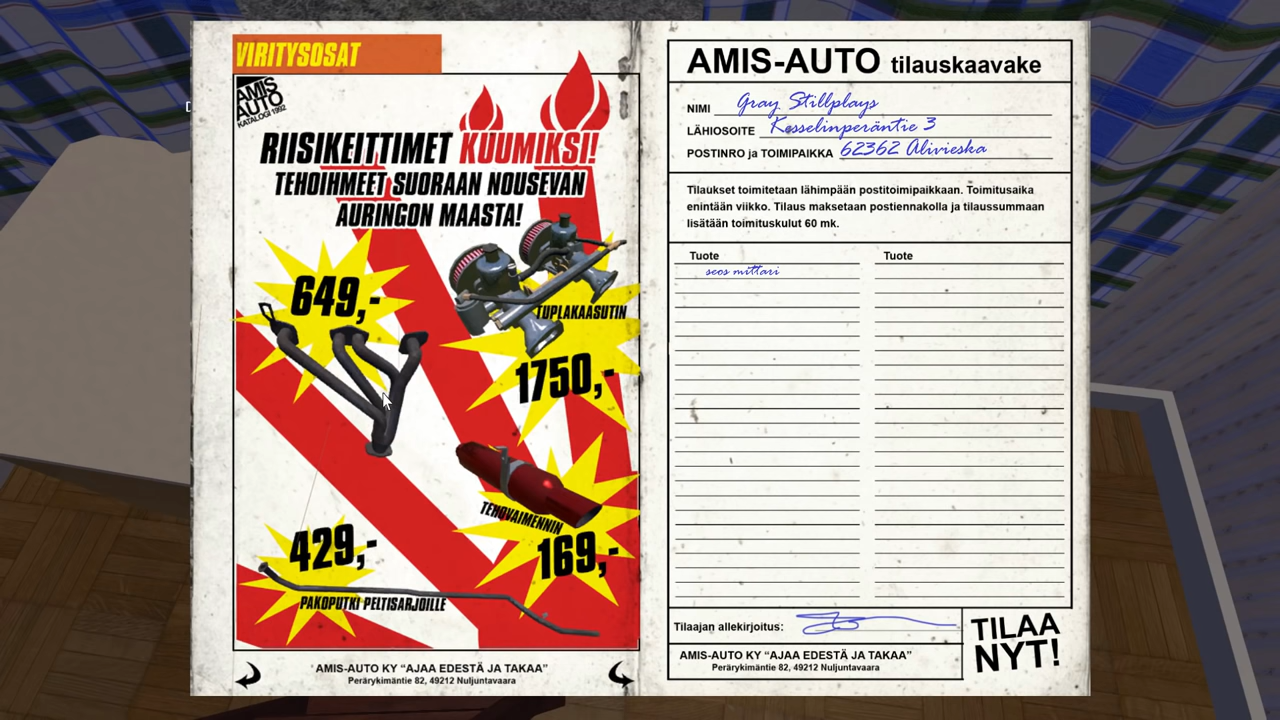 VIRITYSOSAT
AMIS
AUTO
KATALOGI 1992
RIISIKEITTIMET KUUMIKSI!
TEHOIHMEET SUORAAN NOUSEVAN
AURINGON MAASTA!
649,-
TUPLAKAASUTIN
1750,-
TEHOVAIMENNIN
169,-
429,-
PAKOPUTKI PELTISARJOILLE
AMIS-AUTO KY “AJAA EDESTÄ JA TAKAA”
Perärykimäntie 82, 49212 Nuljuntavaara
AMIS-AUTO tilauskaavake
NIMI Gray Stillplays
LÄHIOSOITE Kesselinperäntie 3
POSTINRO ja TOIMIPAIKKA 62362 Alivieska
Tilaukset toimitetaan lähimpään postitoimipaikkaan. Toimitusaika
enintään viikko. Tilaus maksetaan postiennakolla ja tilaussummaan
lisätään toimituskulut 60 mk.
Tuote Tuote
seos mittari
Tilaajan allekirjoitus:
TILAA
NYT!
AMIS-AUTO KY “AJAA EDESTÄ JA TAKAA”
Perärykimäntie 82, 49212 Nuljuntavaara